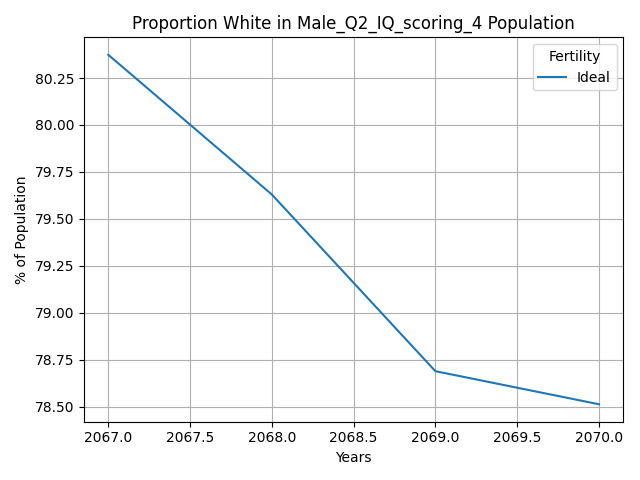 Proportion White in Male_Q2_IQ_scoring_4 Population
Fertility
Ideal
% of Population
80.25
80.00
79.75
79.50
79.25
79.00
78.75
78.50
2067.0 2067.5 2068.0 2068.5 2069.0 2069.5 2070.0
Years